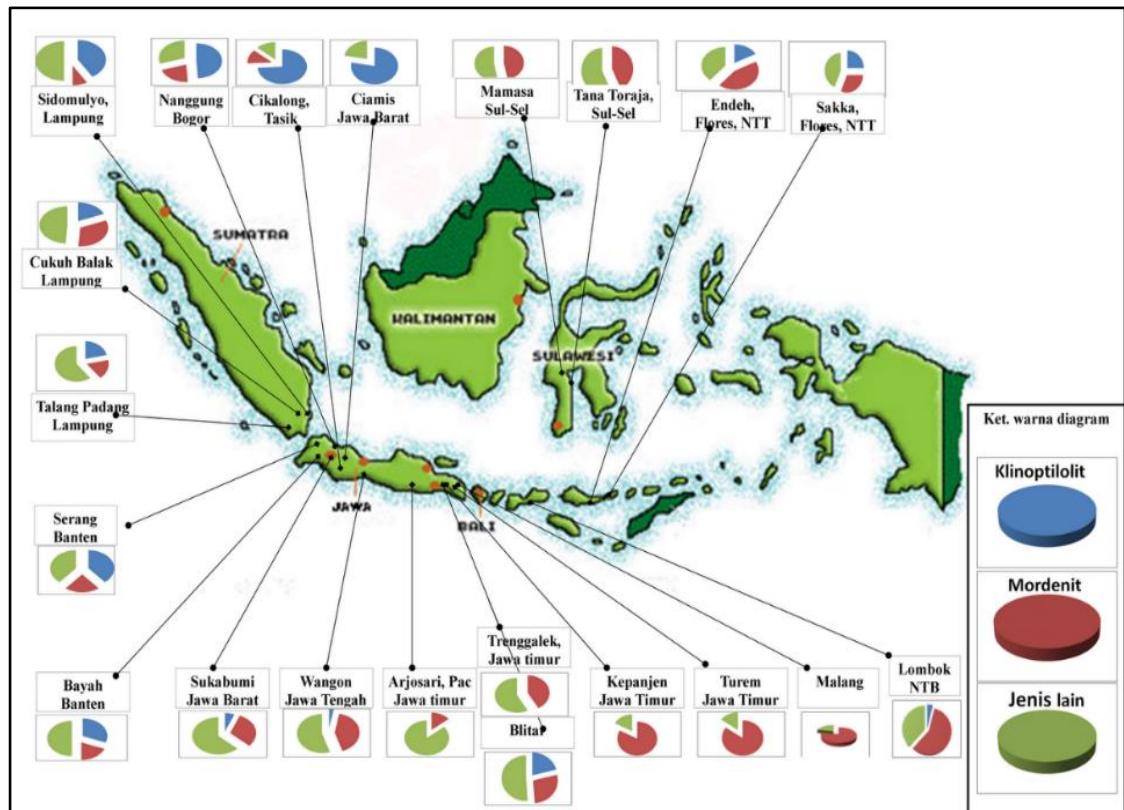 Sidomulyo,
Lampung
Nanggung
Bogor
Cikalong,
Tasik
Ciamis
Jawa Barat
Mamasa
Sul-Sel
Tana Toraja,
Sul-Sel
Endeh,
Flores, NTT
Sakka,
Flores, NTT
Cukuh Balak
Lampung
SUMATRA
KALIMANTAN
SULAWESI
Talang Padang
Lampung
JAWA
BALI
Serang
Banten
Bayah
Banten
Sukabumi
Jawa Barat
Wangon
Jawa Tengah
Arjosari, Pac
Jawa timur
Trenggalek,
Jawa timur
Blitar
Kepanjen
Jawa Timur
Turem
Jawa Timur
Malang
Lombok
NTB
Ket. warna diagram
Klinoptilolit
Mordenit
Jenis lain